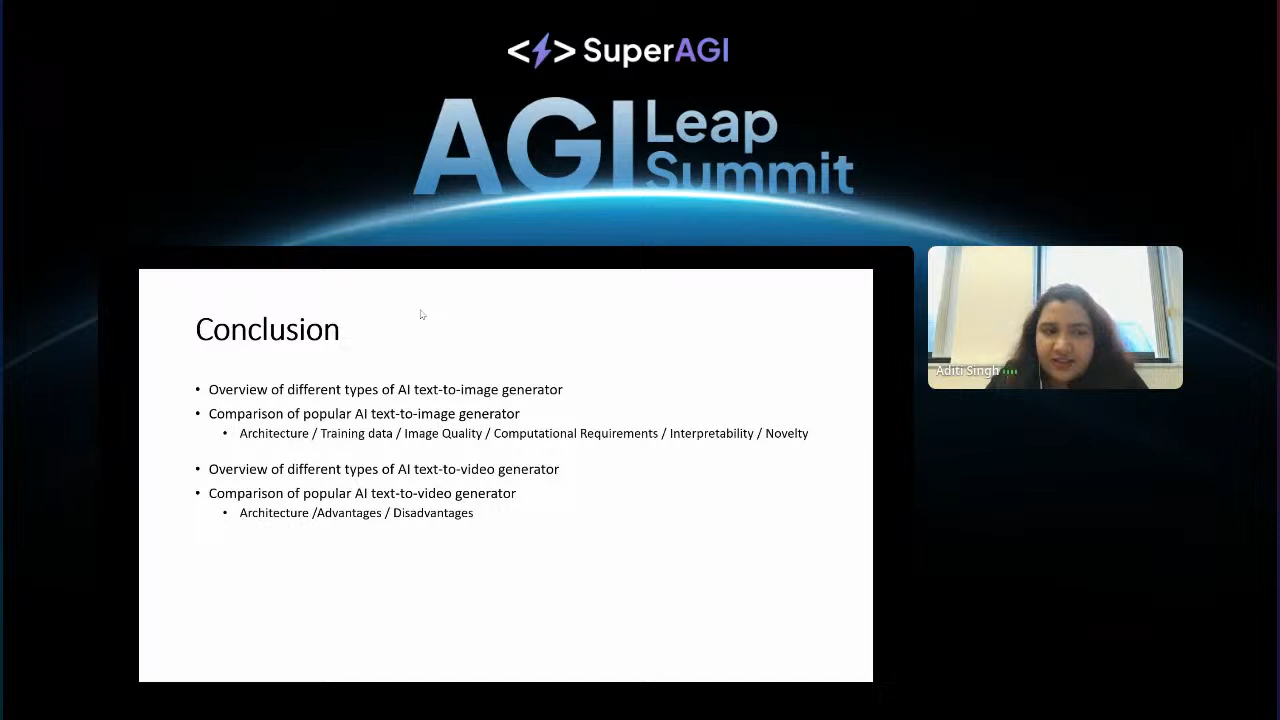 <⚡> SuperAGI
AGI Leap Summit
Conclusion
• Overview of different types of AI text-to-image generator
• Comparison of popular AI text-to-image generator
• Architecture / Training data / Image Quality / Computational Requirements / Interpretability / Novelty
• Overview of different types of AI text-to-video generator
• Comparison of popular AI text-to-video generator
• Architecture /Advantages / Disadvantages
Aditi Singh